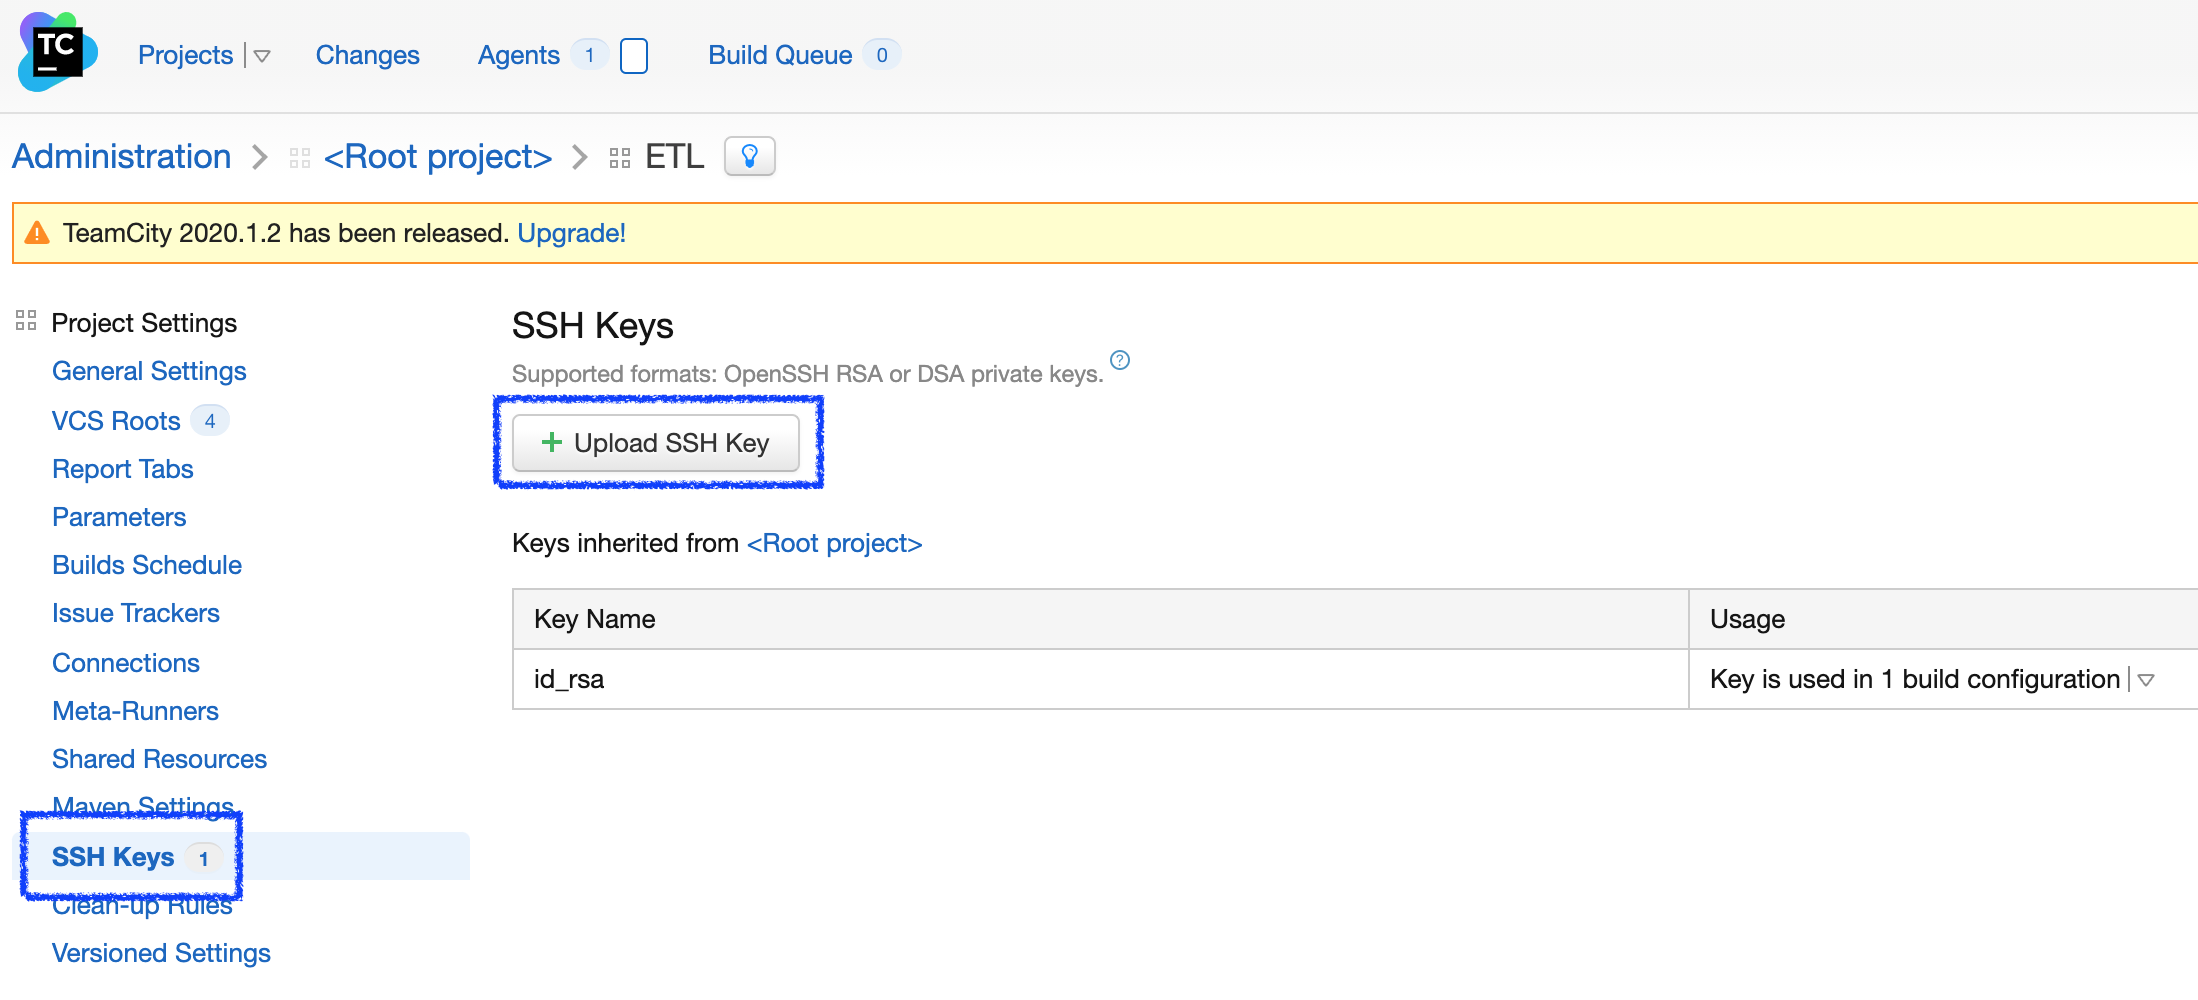 TC
Projects
Changes
Agents 1
Build Queue 0
Administration <Root project> ETL
TeamCity 2020.1.2 has been released. Upgrade!
Project Settings
General Settings
VCS Roots 4
Report Tabs
Parameters
Builds Schedule
Issue Trackers
Connections
Meta-Runners
Shared Resources
Maven Settings
SSH Keys 1
Clean-up Rules
Versioned Settings
SSH Keys
Supported formats: OpenSSH RSA or DSA private keys. ?
+ Upload SSH Key
Keys inherited from <Root project>
Key Name
Usage
id_rsa
Key is used in 1 build configuration